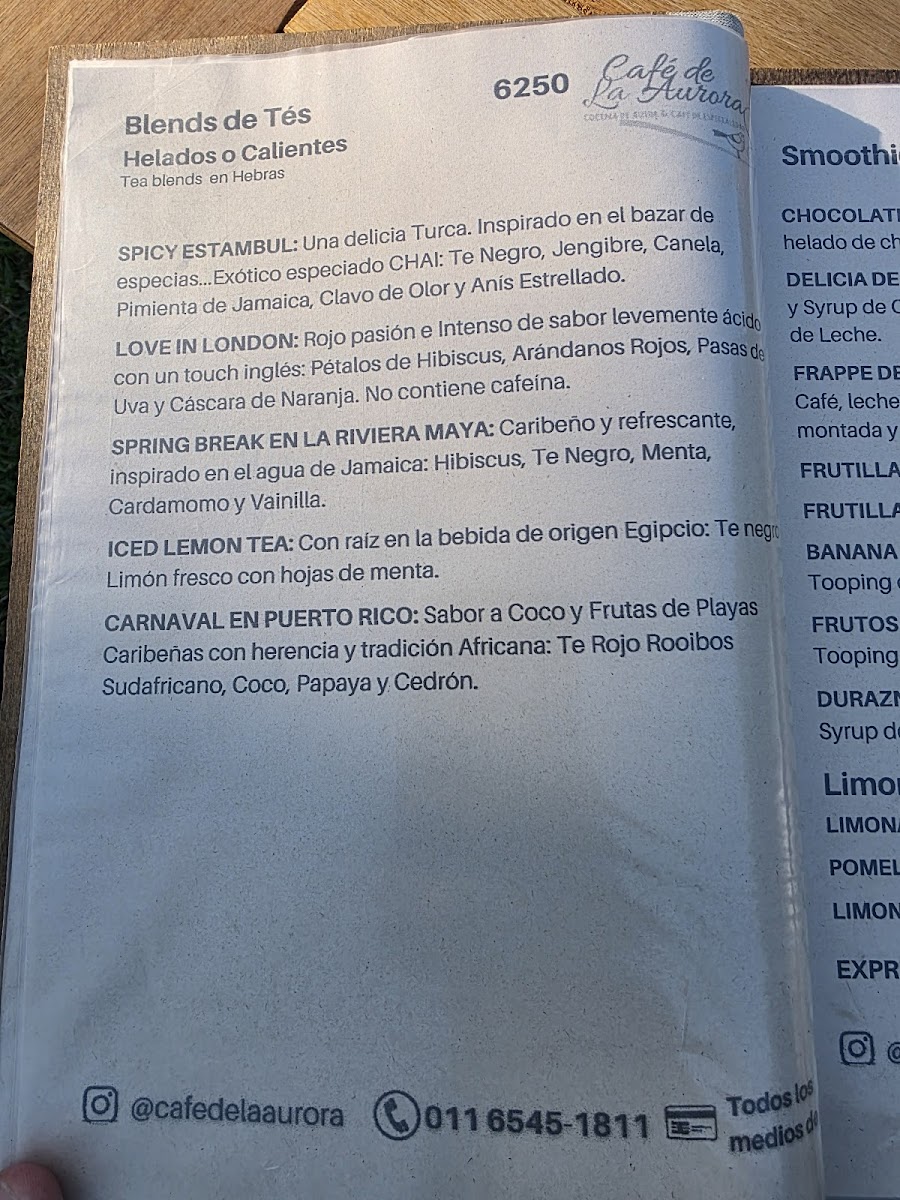 6250
Café de
La Aurora
Blends de Tés
Helados o Calientes
Tea blends en Hebras
SPICY ESTAMBUL: Una delicia Turca. Inspirado en el bazar de
especias...Exótico especiado CHAI: Te Negro, Jengibre, Canela,
Pimienta de Jamaica, Clavo de Olor y Anís Estrellado.
LOVE IN LONDON: Rojo pasión e Intenso de sabor levemente ácido
con un touch inglés: Pétalos de Hibiscus, Arándanos Rojos, Pasas de
Uva y Cáscara de Naranja. No contiene cafeína.
SPRING BREAK EN LA RIVIERA MAYA: Caribeño y refrescante,
inspirado en el agua de Jamaica: Hibiscus, Te Negro, Menta,
Cardamomo y Vainilla.
ICED LEMON TEA: Con raíz en la bebida de origen Egipcio: Te negro
Limón fresco con hojas de menta.
CARNAVAL EN PUERTO RICO: Sabor a Coco y Frutas de Playas
Caribeñas con herencia y tradición Africana: Te Rojo Rooibos
Sudafricano, Coco, Papaya y Cedrón.
@cafedelaaurora
011 6545-1811
Todos los
medios de
Smoothi
CHOCOLAT
helado de ch
DELICIA DE
y Syrup de
de Leche.
FRAPPE DE
Café, leche
montada y
FRUTILLA
FRUTILLA
BANANA
Tooping
FRUTOS
Tooping
DURAZN
Syrup de
Limo
LIMONA
POMEL
LIMON
EXPR
@